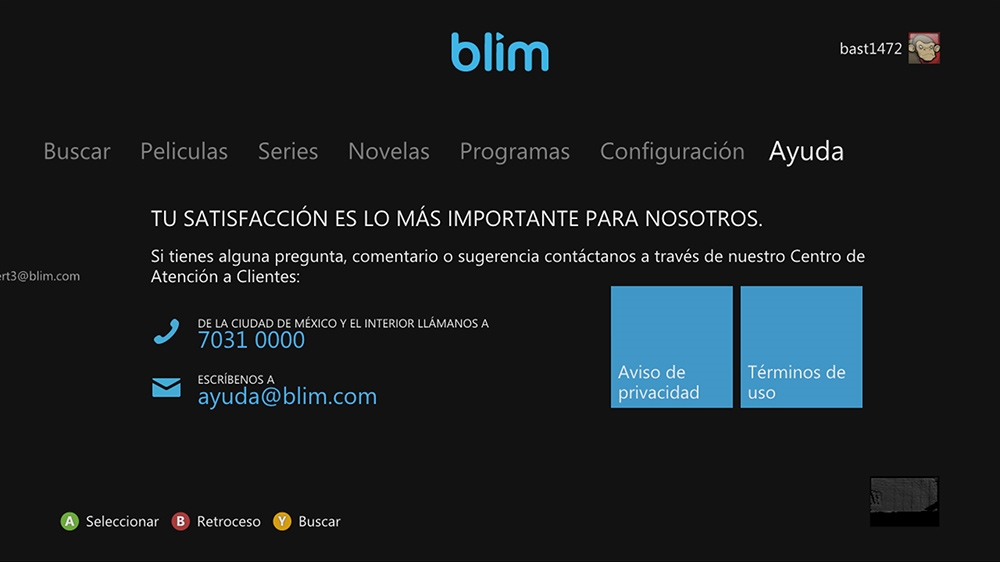 blim
bast1472
Buscar Peliculas Series Novelas Programas Configuración Ayuda
TU SATISFACCIÓN ES LO MÁS IMPORTANTE PARA NOSOTROS.
Si tienes alguna pregunta, comentario o sugerencia contáctanos a través de nuestro Centro de
Atención a Clientes:
ert3@blim.com
DE LA CIUDAD DE MÉXICO Y EL INTERIOR LLÁMANOS A
7031 0000
ESCRÍBENOS A
ayuda@blim.com
Aviso de
privacidad
Términos de
uso
A Seleccionar B Retroceso Y Buscar